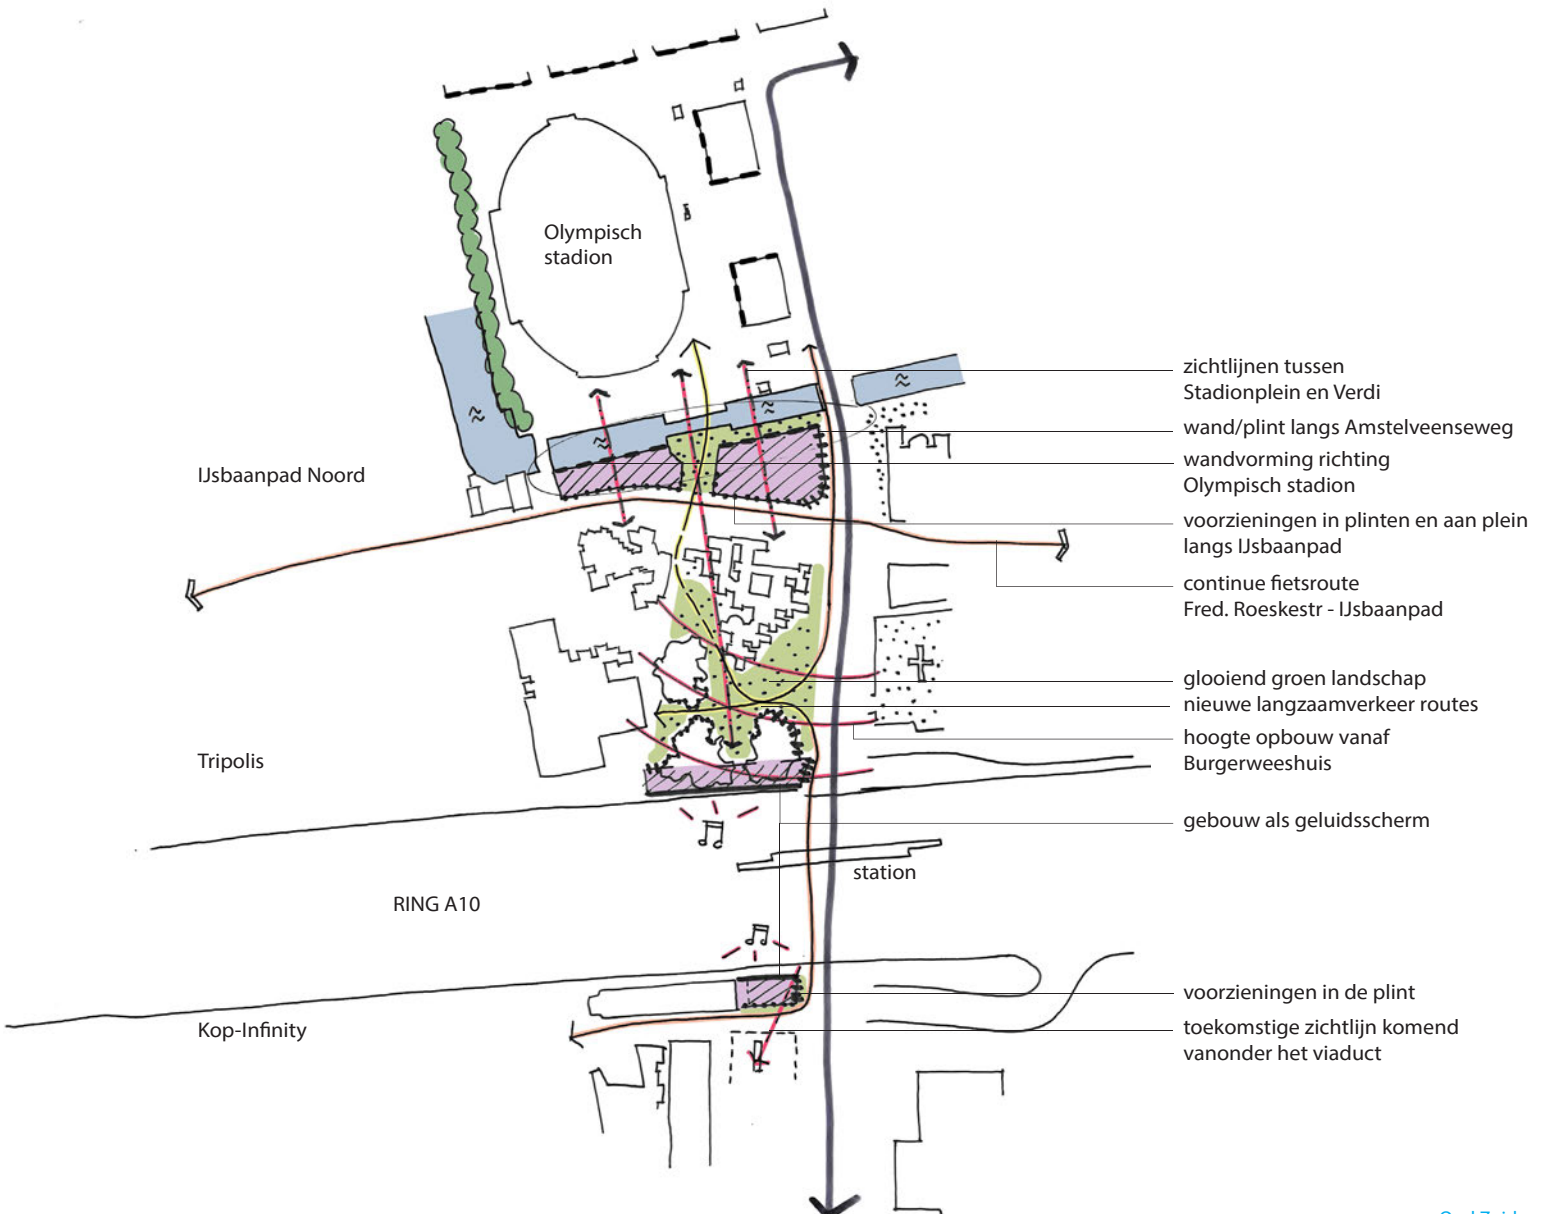 Olympisch
stadion
zichtlijnen tussen
Stadionplein en Verdi
wand/plint langs Amstelveenseweg
wandvorming richting
Olympisch stadion
IJsbaanpad Noord
voorzieningen in plinten en aan plein
langs IJsbaanpad
continue fietsroute
Fred. Roeskestr - IJsbaanpad
glooiend groen landschap
nieuwe langzaamverkeer routes
hoogte opbouw vanaf
Burgerweeshuis
Tripolis
gebouw als geluidsscherm
station
RING A10
voorzieningen in de plint
Kop-Infinity
toekomstige zichtlijn komend
vanonder het viaduct